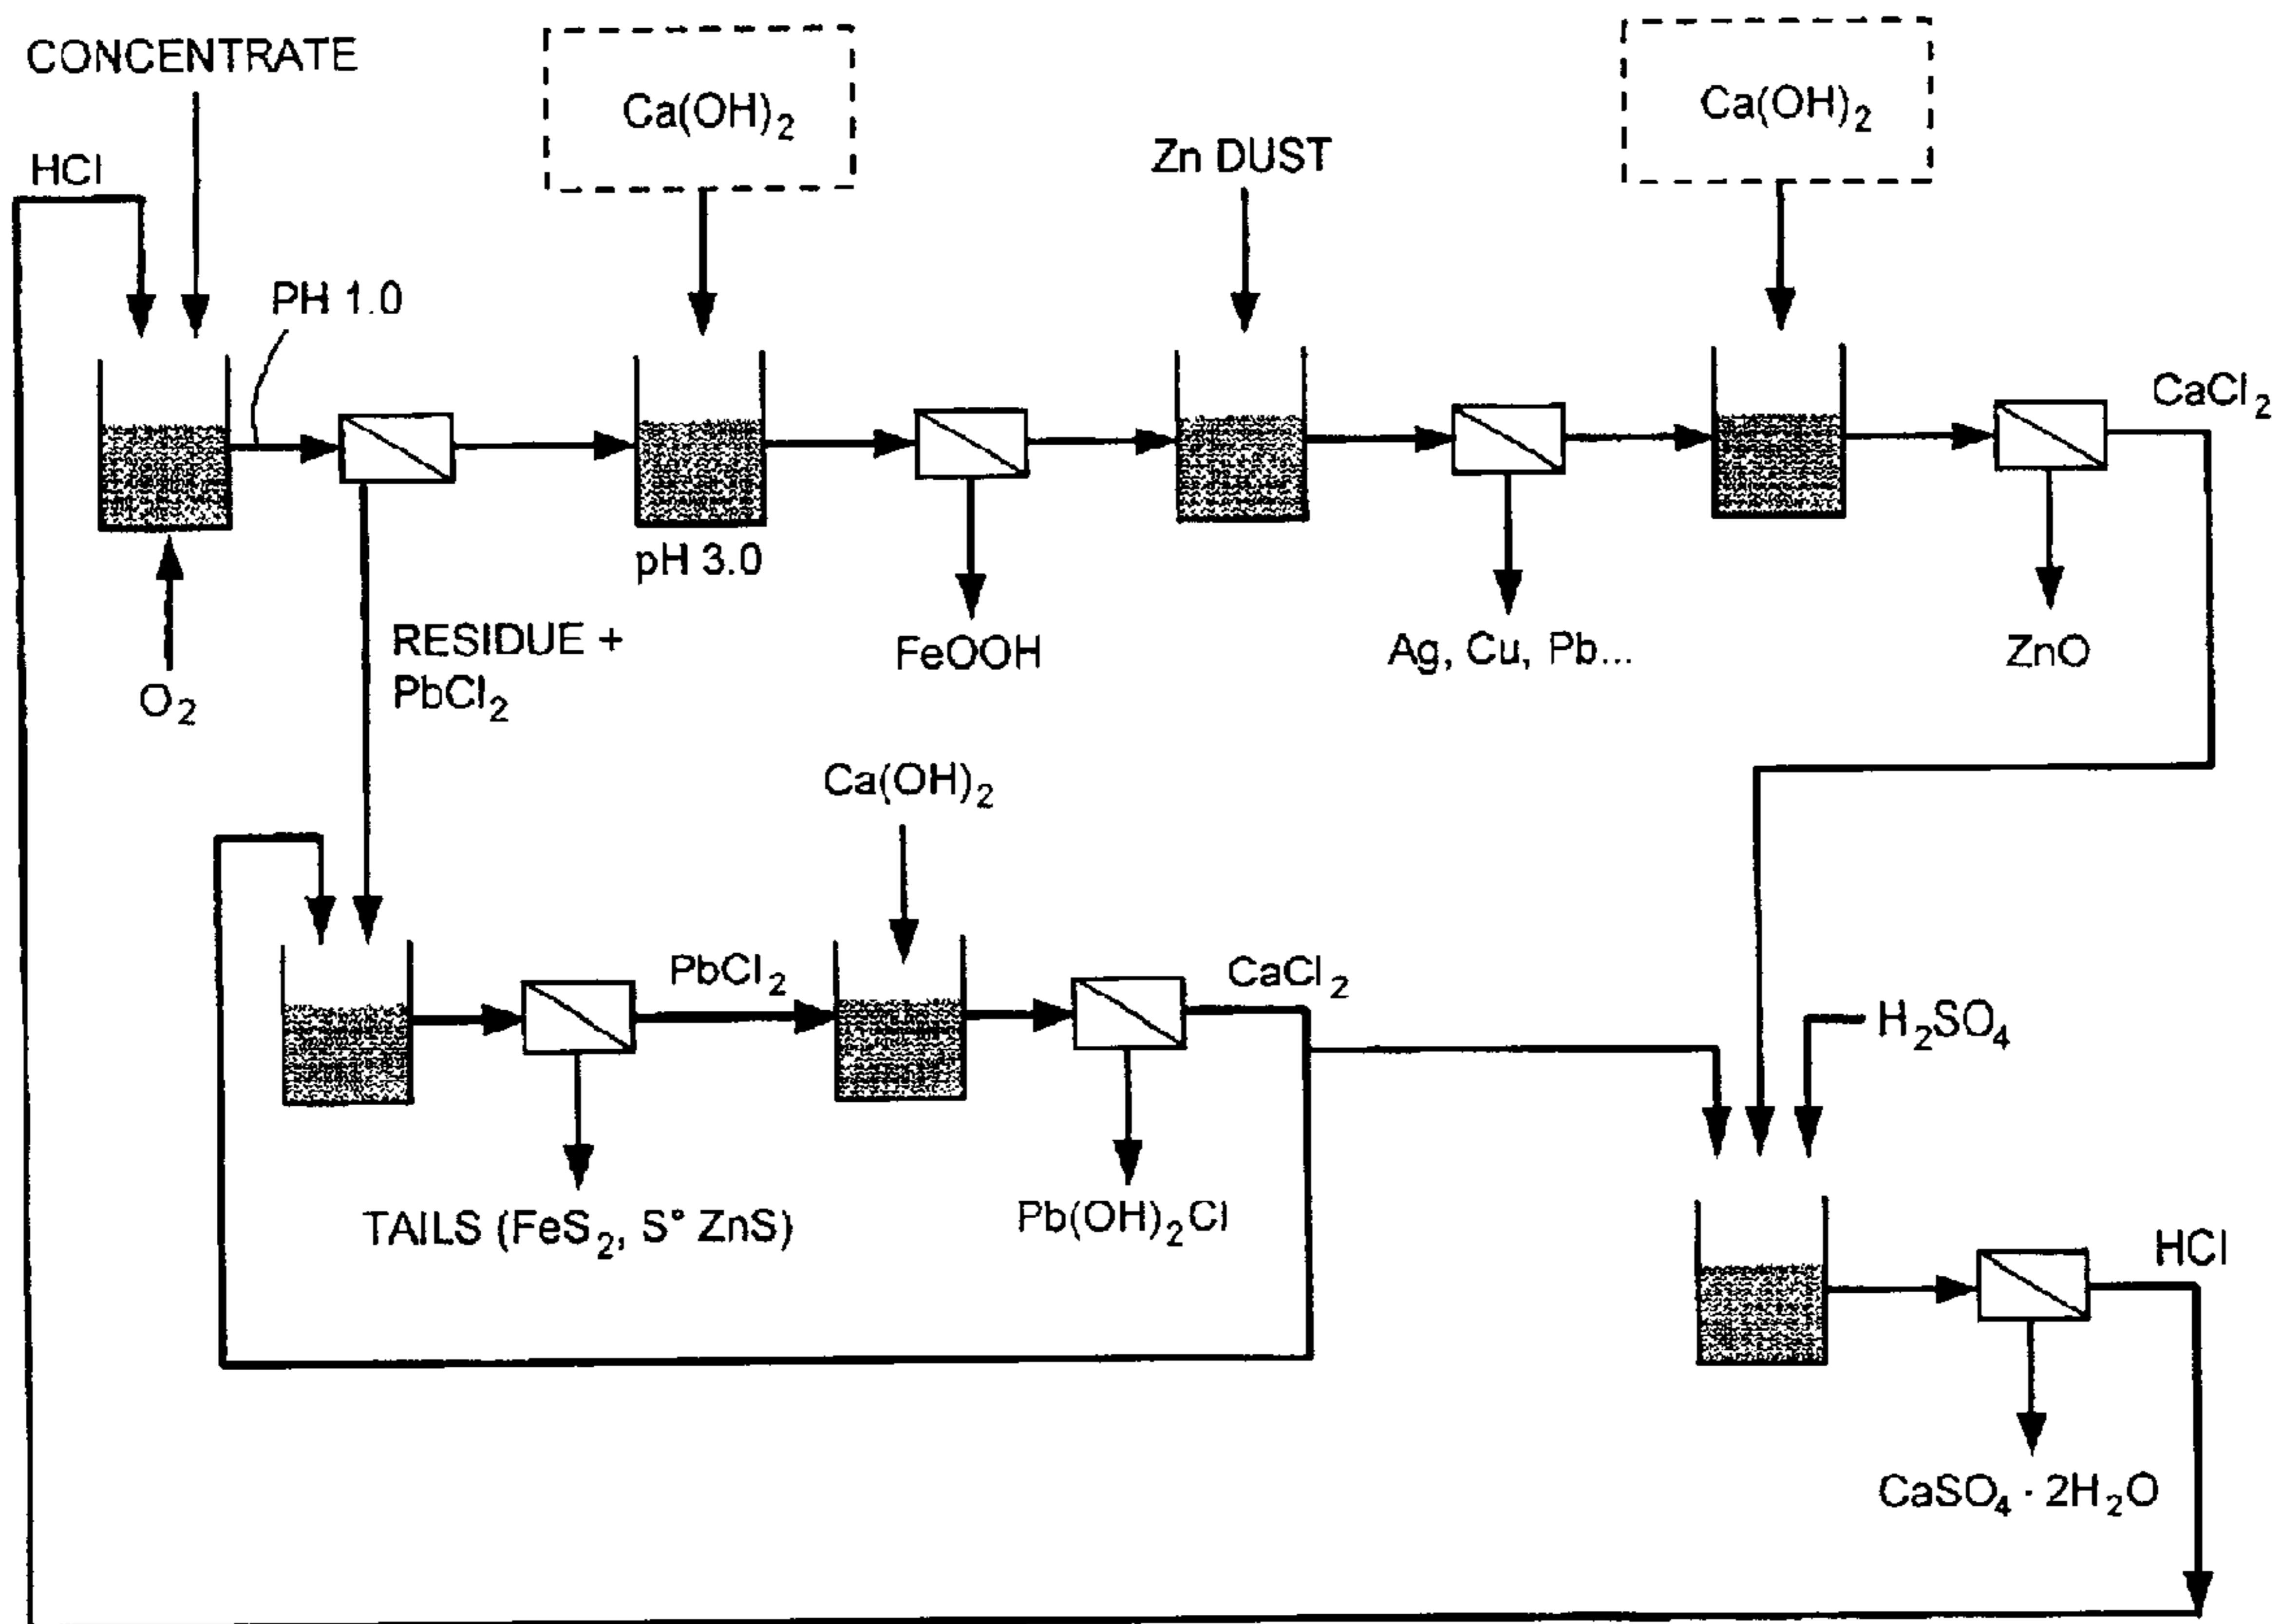 CONCENTRATE
Ca(OH)₂
Ca(OH)₂
Zn DUST
HCl
PH 1.0
CaCl₂
pH 3.0
O₂
RESIDUE +
PbCl₂
FeOOH
Ag, Cu, Pb...
ZnO
Ca(OH)₂
PbCl₂
CaCl₂
H₂SO₄
TAILS (FeS₂, S° ZnS)
Pb(OH)₂Cl
HCl
CaSO₄ · 2H₂O